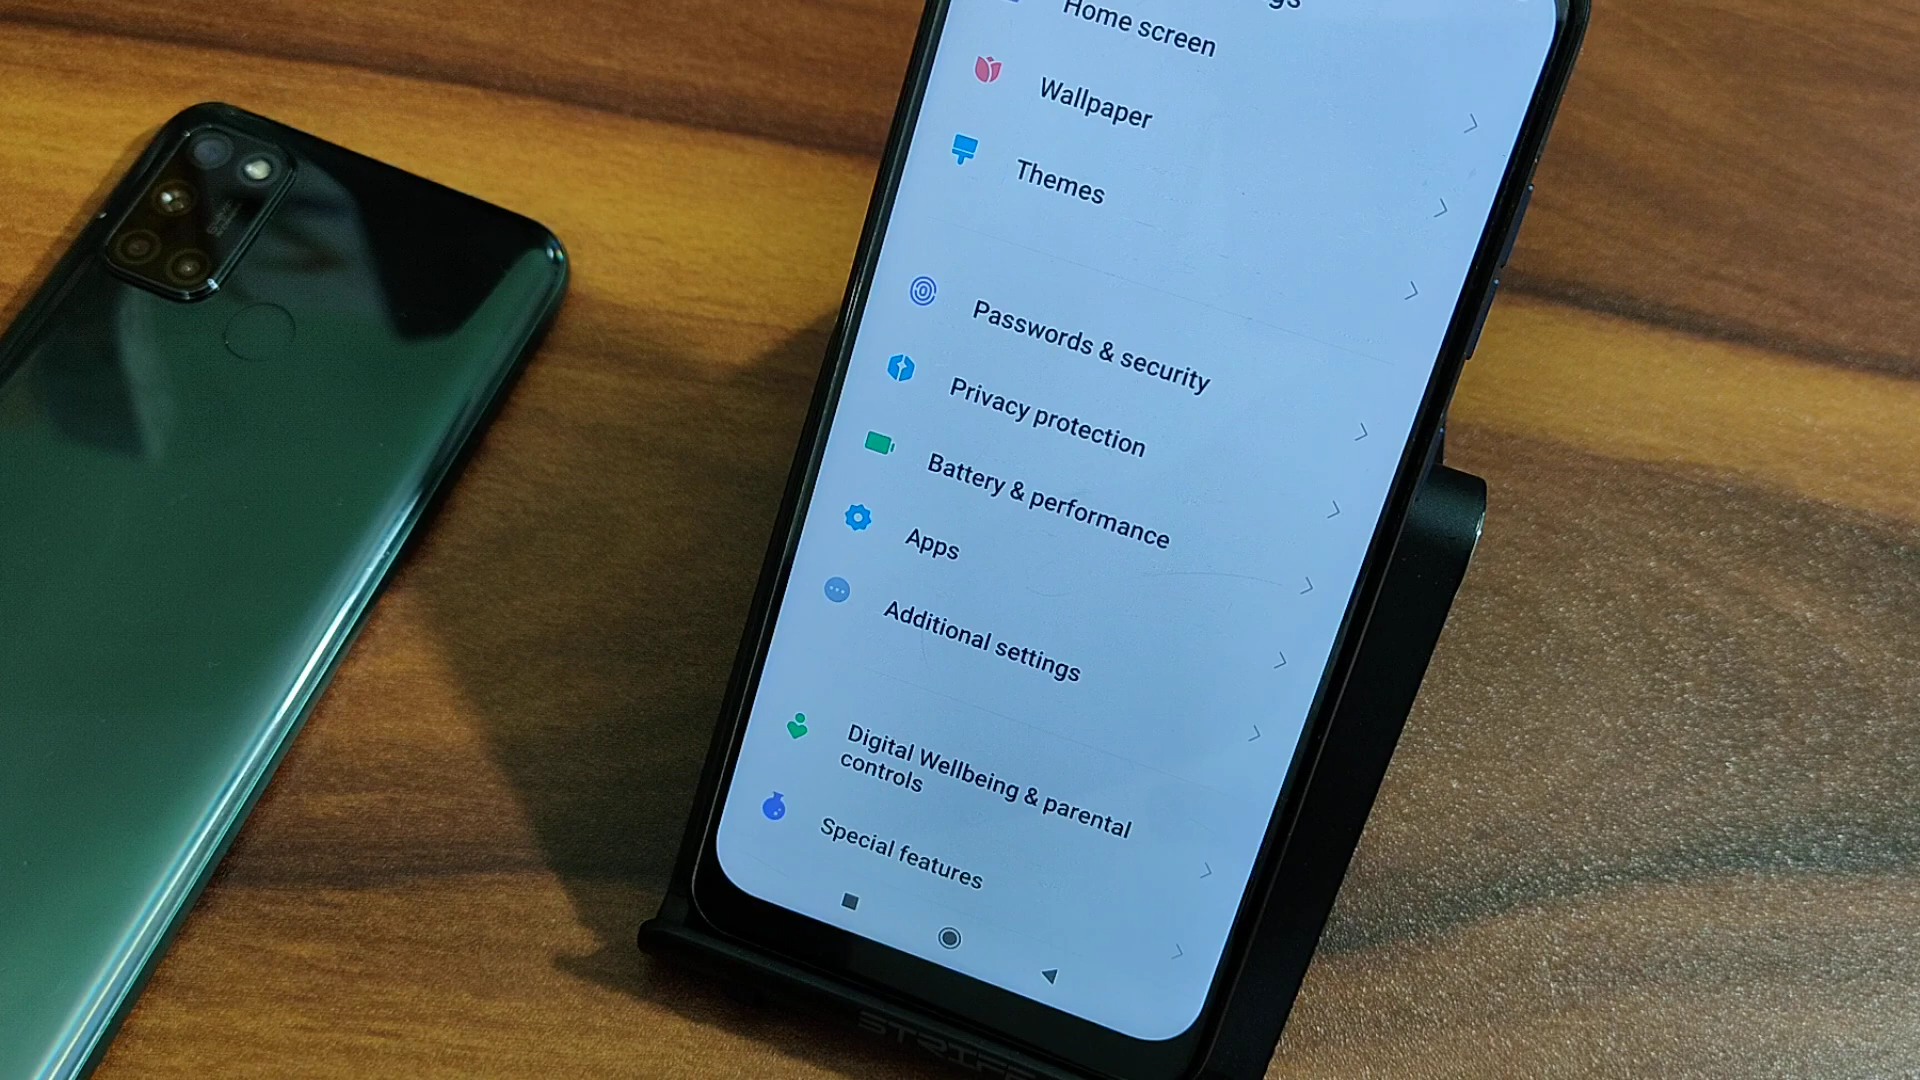 gs
Home screen
Wallpaper
Themes
Passwords & security
Privacy protection
Battery & performance
Apps
Additional settings
Digital Wellbeing & parental
controls
Special features